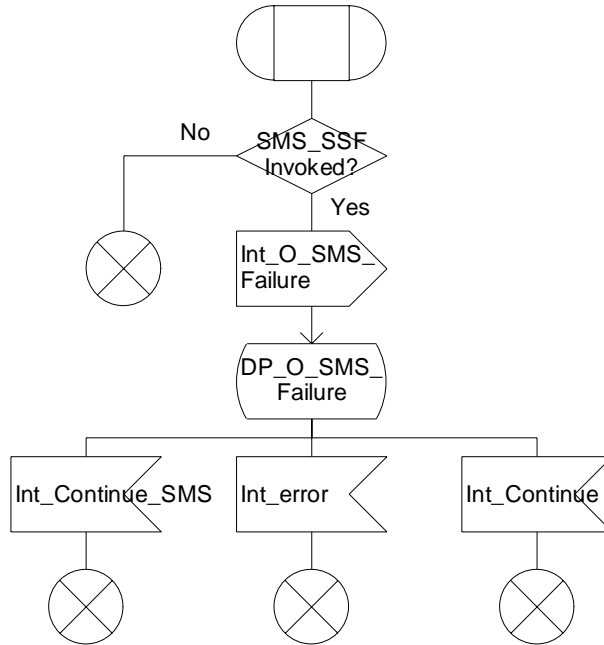 No
SMS_SSF
Invoked?
Yes
Int_O_SMS_
Failure
DP_O_SMS_
Failure
Int_Continue_SMS
Int_error
Int_Continue